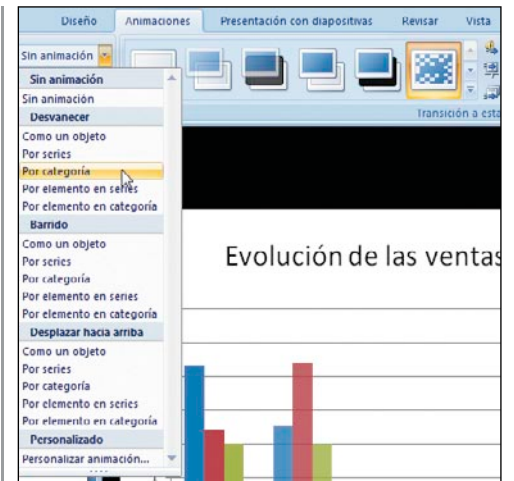 Diseño Animaciones Presentación con diapositivas Revisar Vista
Sin animación
Transición a esta
Sin animación
Sin animación
Desvanecer
Como un objeto
Por series
Por categoría
Por elemento en series
Por elemento en categoría
Barrido
Como un objeto
Por series
Por categoría
Por elemento en series
Por elemento en categoría
Desplazar hacia arriba
Como un objeto
Por series
Por categoría
Por elemento en series
Por elemento en categoría
Personalizado
Personalizar animación...
Evolución de las ventas